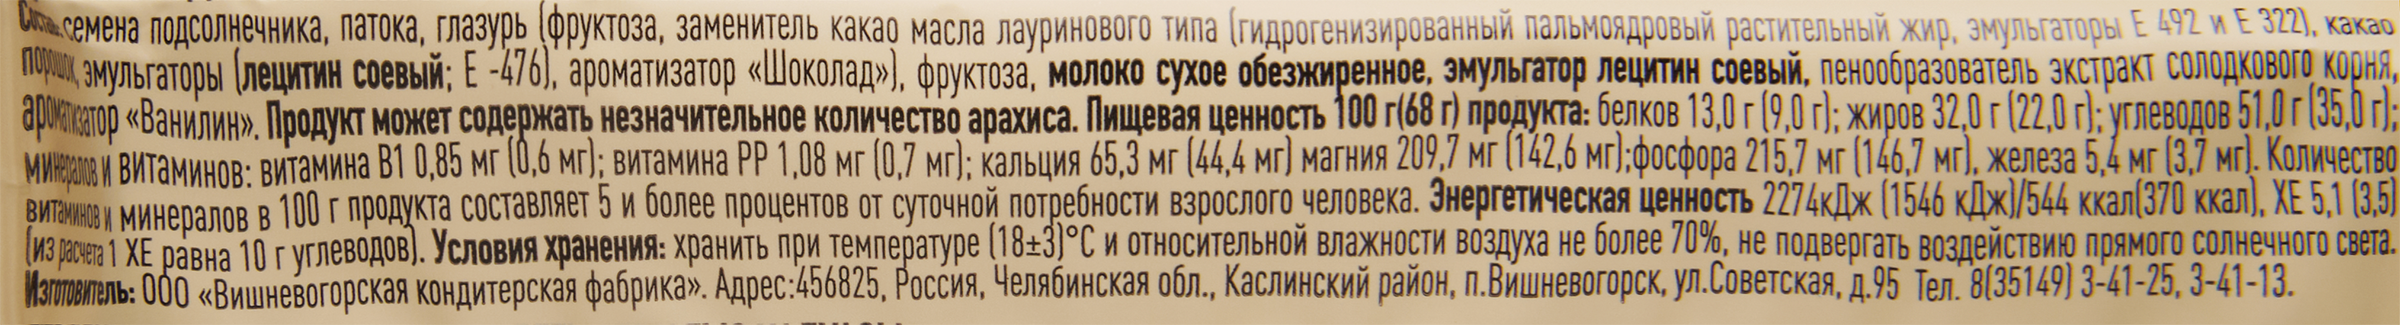 Состав: семена подсолнечника, патока, глазурь (фруктоза, заменитель какао масла лауринового типа (гидрогенизированный пальмоядровый растительный жир, эмульгаторы Е 492 и Е 322), какао
порошок, эмульгаторы (лецитин соевый; Е -476), ароматизатор «Шоколад»), фруктоза, молоко сухое обезжиренное, эмульгатор лецитин соевый, пенообразователь экстракт солодкового корня,
ароматизатор «Ванилин». Продукт может содержать незначительное количество арахиса. Пищевая ценность 100 г(68 г) продукта: белков 13,0 г (9,0 г); жиров 32,0 г (22,0 г); углеводов 51,0 г (35,0 г);
минералов и витаминов: витамина В1 0,85 мг (0,6 мг); витамина РР 1,08 мг (0,7 мг); кальция 65,3 мг (44,4 мг) магния 209,7 мг (142,6 мг);фосфора 215,7 мг (146,7 мг), железа 5,4 мг (3,7 мг). Количество
витаминов и минералов в 100 г продукта составляет 5 и более процентов от суточной потребности взрослого человека. Энергетическая ценность 2274кДж (1546 кДж)/544 ккал(370 ккал), ХЕ 5,1 (3,5)
(из расчета 1 ХЕ равна 10 г углеводов). Условия хранения: хранить при температуре (18±3)°С и относительной влажности воздуха не более 70%, не подвергать воздействию прямого солнечного света.
Изготовитель: ООО «Вишневогорская кондитерская фабрика». Адрес:456825, Россия, Челябинская обл., Каслинский район, п.Вишневогорск, ул.Советская, д.95 Тел. 8(35149) 3-41-25, 3-41-13.